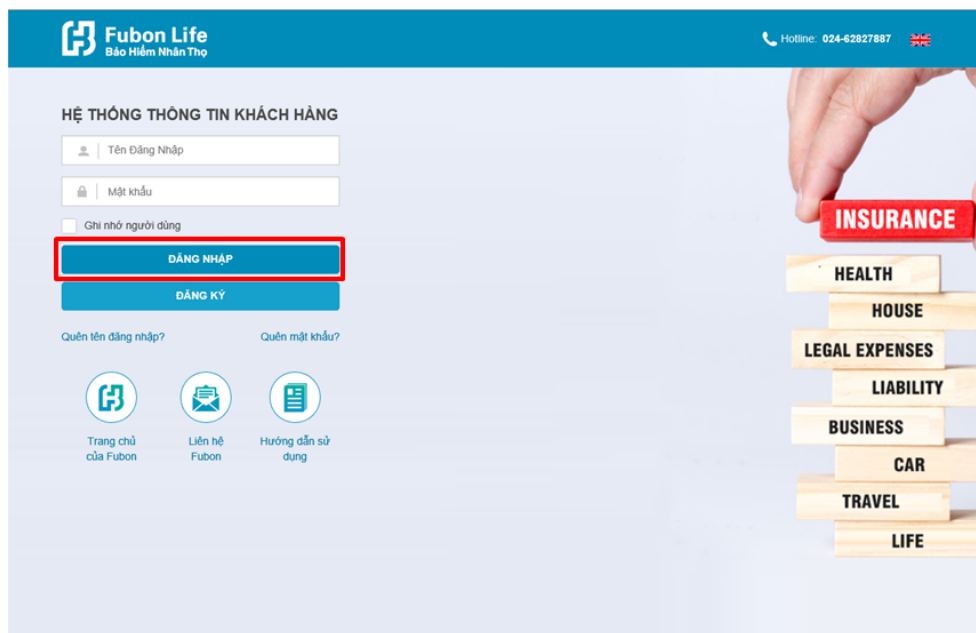 Fubon Life
Bảo Hiểm Nhân Thọ
Hotline: 024-62827887
HỆ THỐNG THÔNG TIN KHÁCH HÀNG
Tên Đăng Nhập
Mật khẩu
Ghi nhớ người dùng
ĐĂNG NHẬP
ĐĂNG KÝ
Quên tên đăng nhập? Quên mật khẩu?
Trang chủ
của Fubon
Liên hệ
Fubon
Hướng dẫn sử
dụng
INSURANCE
HEALTH
HOUSE
LEGAL EXPENSES
LIABILITY
BUSINESS
CAR
TRAVEL
LIFE